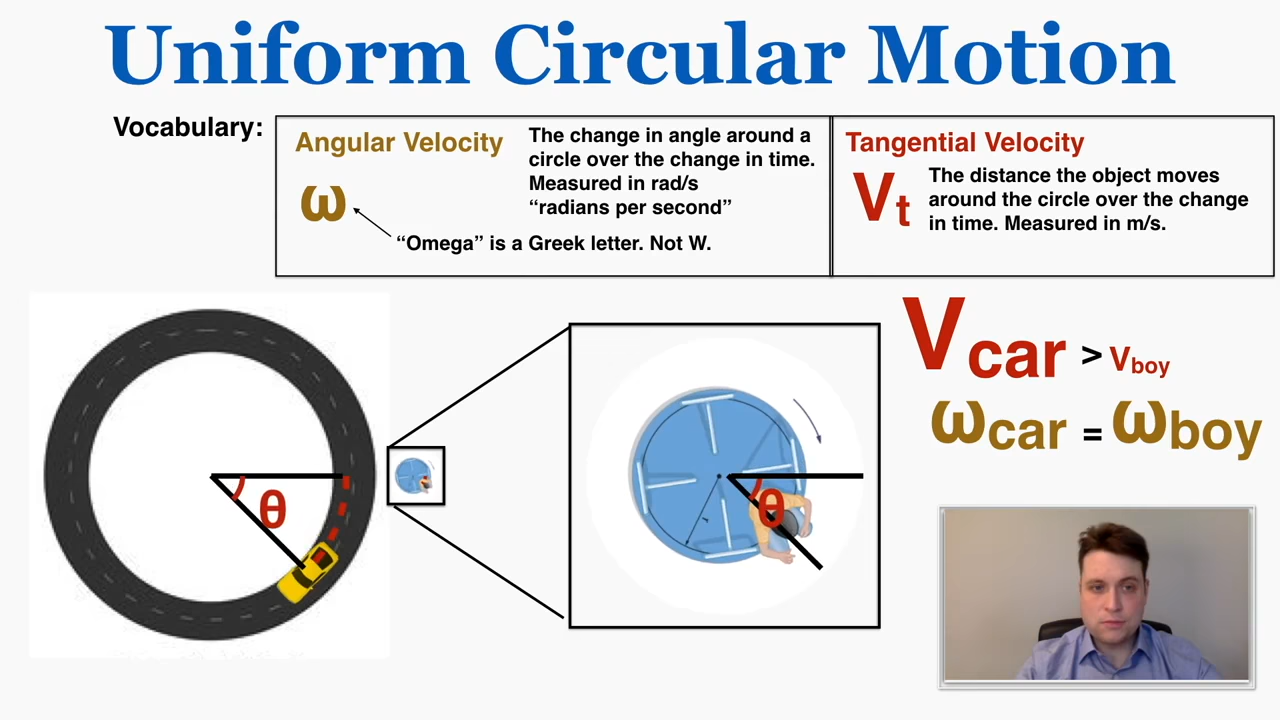 Uniform Circular Motion
Vocabulary:
Angular Velocity
ω
The change in angle around a
circle over the change in time.
Measured in rad/s
“radians per second”
“Omega” is a Greek letter. Not W.
Tangential Velocity
Vt
The distance the object moves
around the circle over the change
in time. Measured in m/s.
θ
θ
r
Vcar > Vboy
ωcar = ωboy